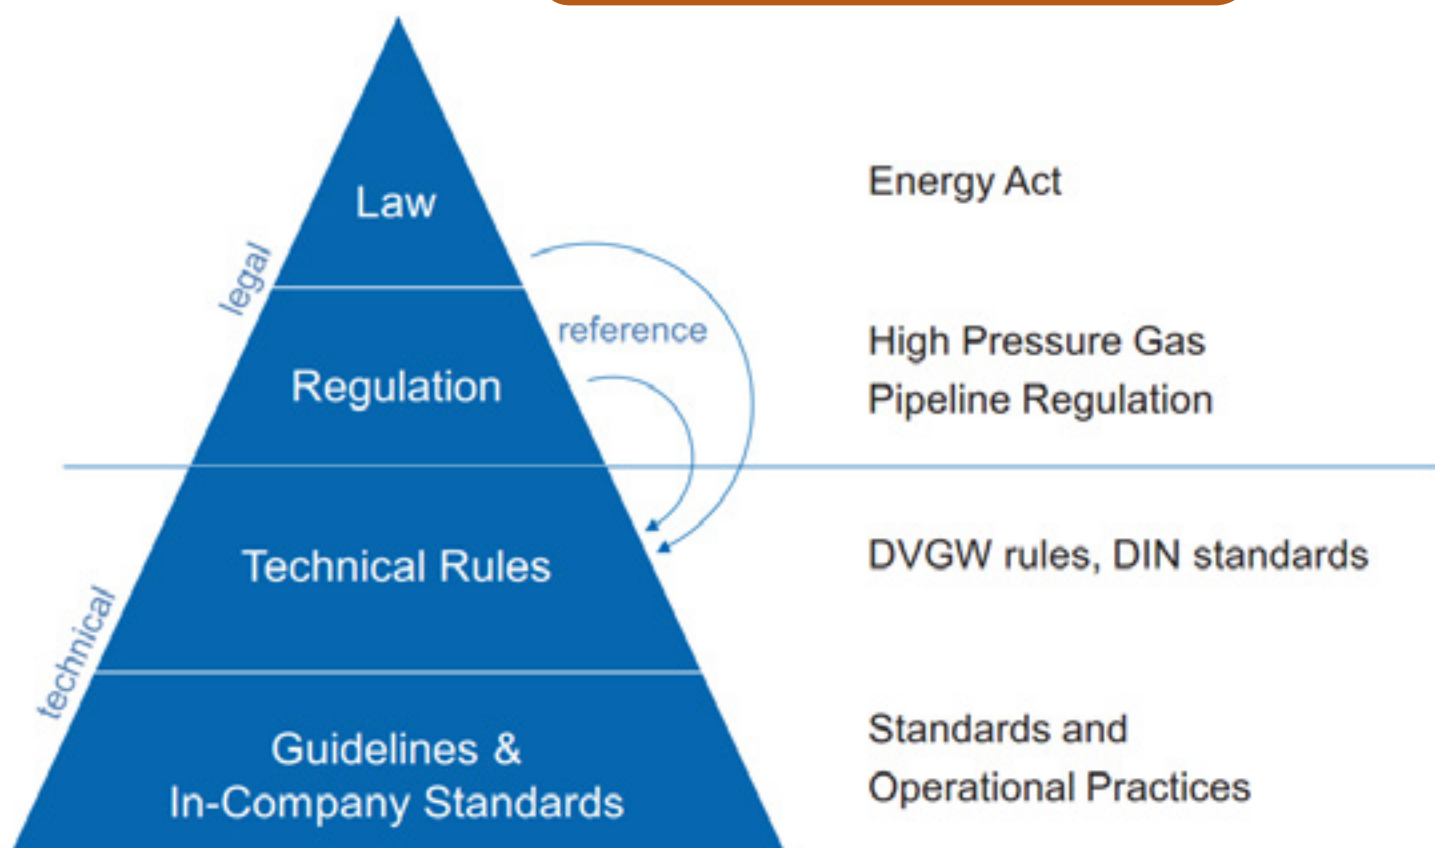 Law
Energy Act
legal
reference
Regulation
High Pressure Gas
Pipeline Regulation
Technical Rules
DVGW rules, DIN standards
technical
Guidelines &
In-Company Standards
Standards and
Operational Practices